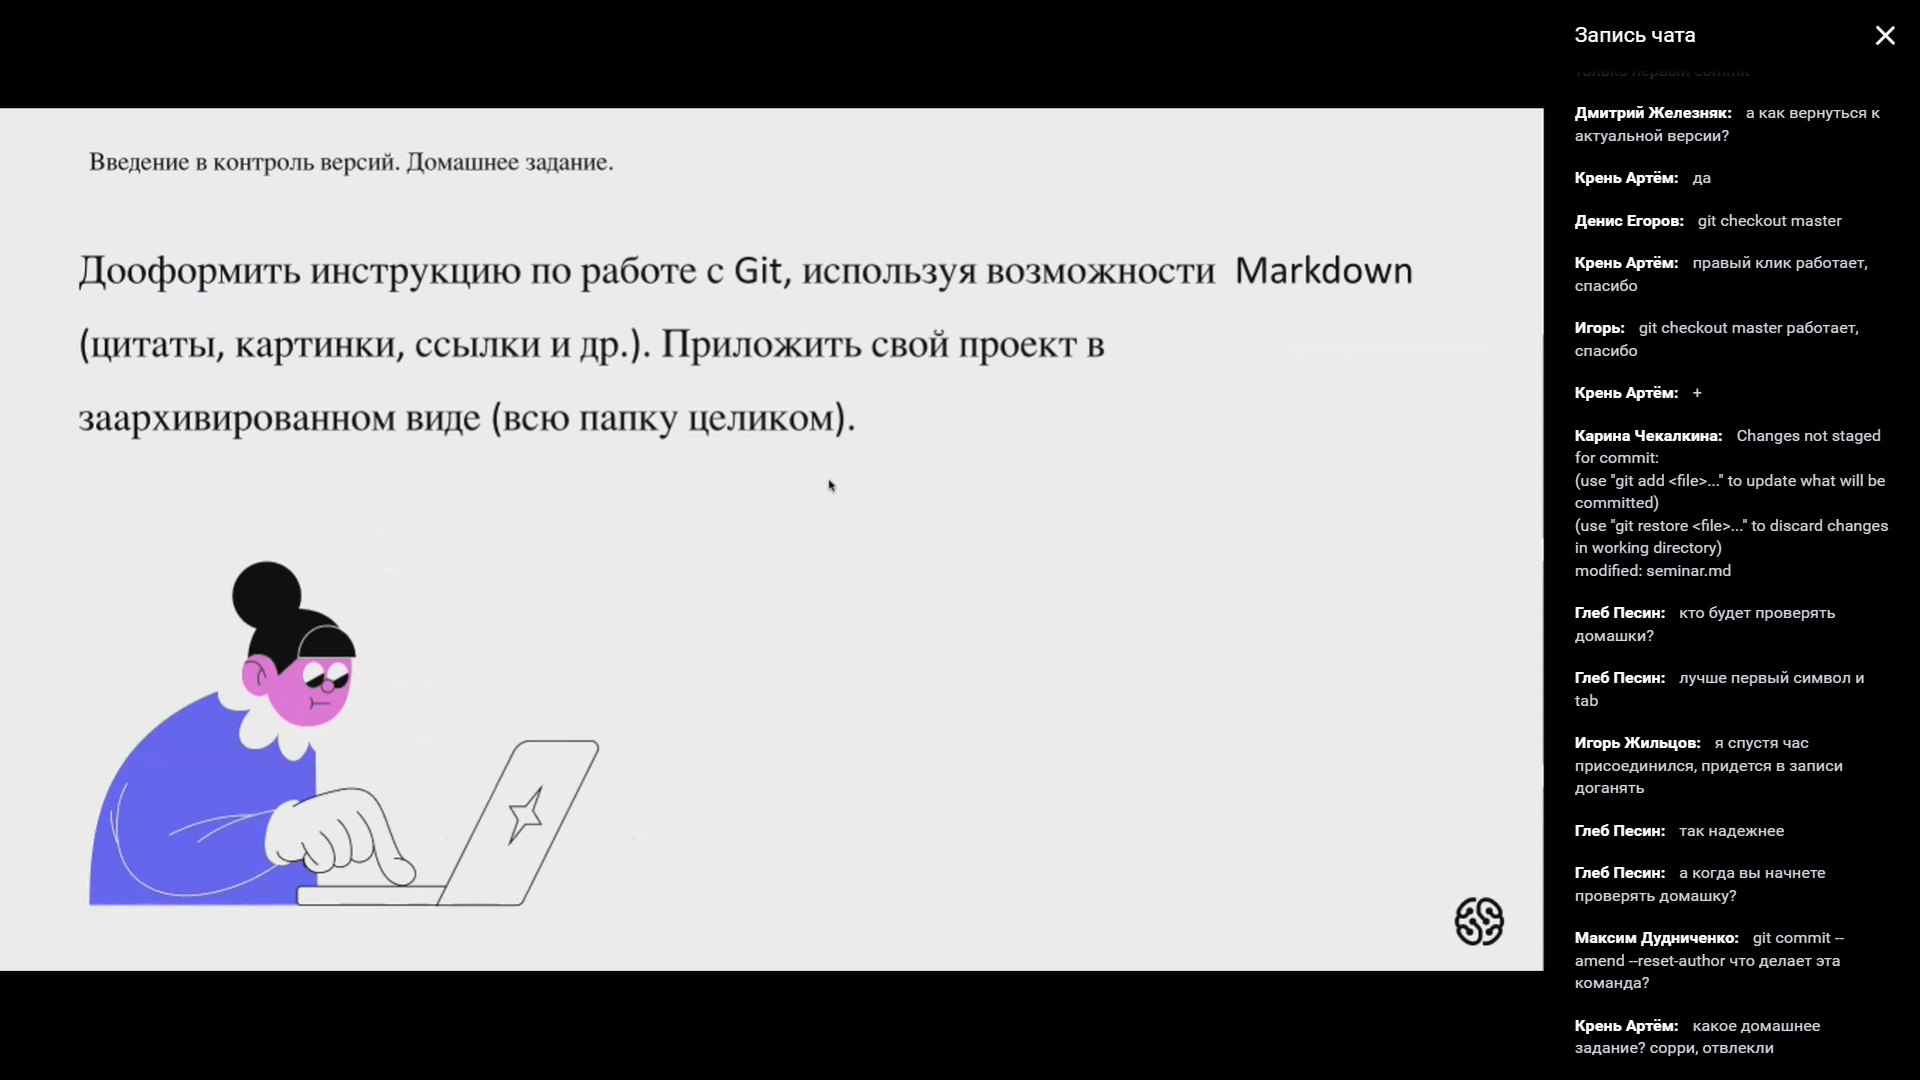 Запись чата
только первый commit
Дмитрий Железняк: а как вернуться к
актуальной версии?
Крень Артём: да
Денис Егоров: git checkout master
Крень Артём: правый клик работает,
спасибо
Игорь: git checkout master работает,
спасибо
Крень Артём: +
Карина Чекалкина: Changes not staged
for commit:
(use "git add <file>..." to update what will be
committed)
(use "git restore <file>..." to discard changes
in working directory)
modified: seminar.md
Глеб Песин: кто будет проверять
домашки?
Глеб Песин: лучше первый символ и
tab
Игорь Жильцов: я спустя час
присоединился, придется в записи
доганять
Глеб Песин: так надежнее
Глеб Песин: а когда вы начнете
проверять домашку?
Максим Дудниченко: git commit --
amend --reset-author что делает эта
команда?
Крень Артём: какое домашнее
задание? сорри, отвлекли
Введение в контроль версий. Домашнее задание.
Дооформить инструкцию по работе с Git, используя возможности Markdown
(цитаты, картинки, ссылки и др.). Приложить свой проект в
заархивированном виде (всю папку целиком).